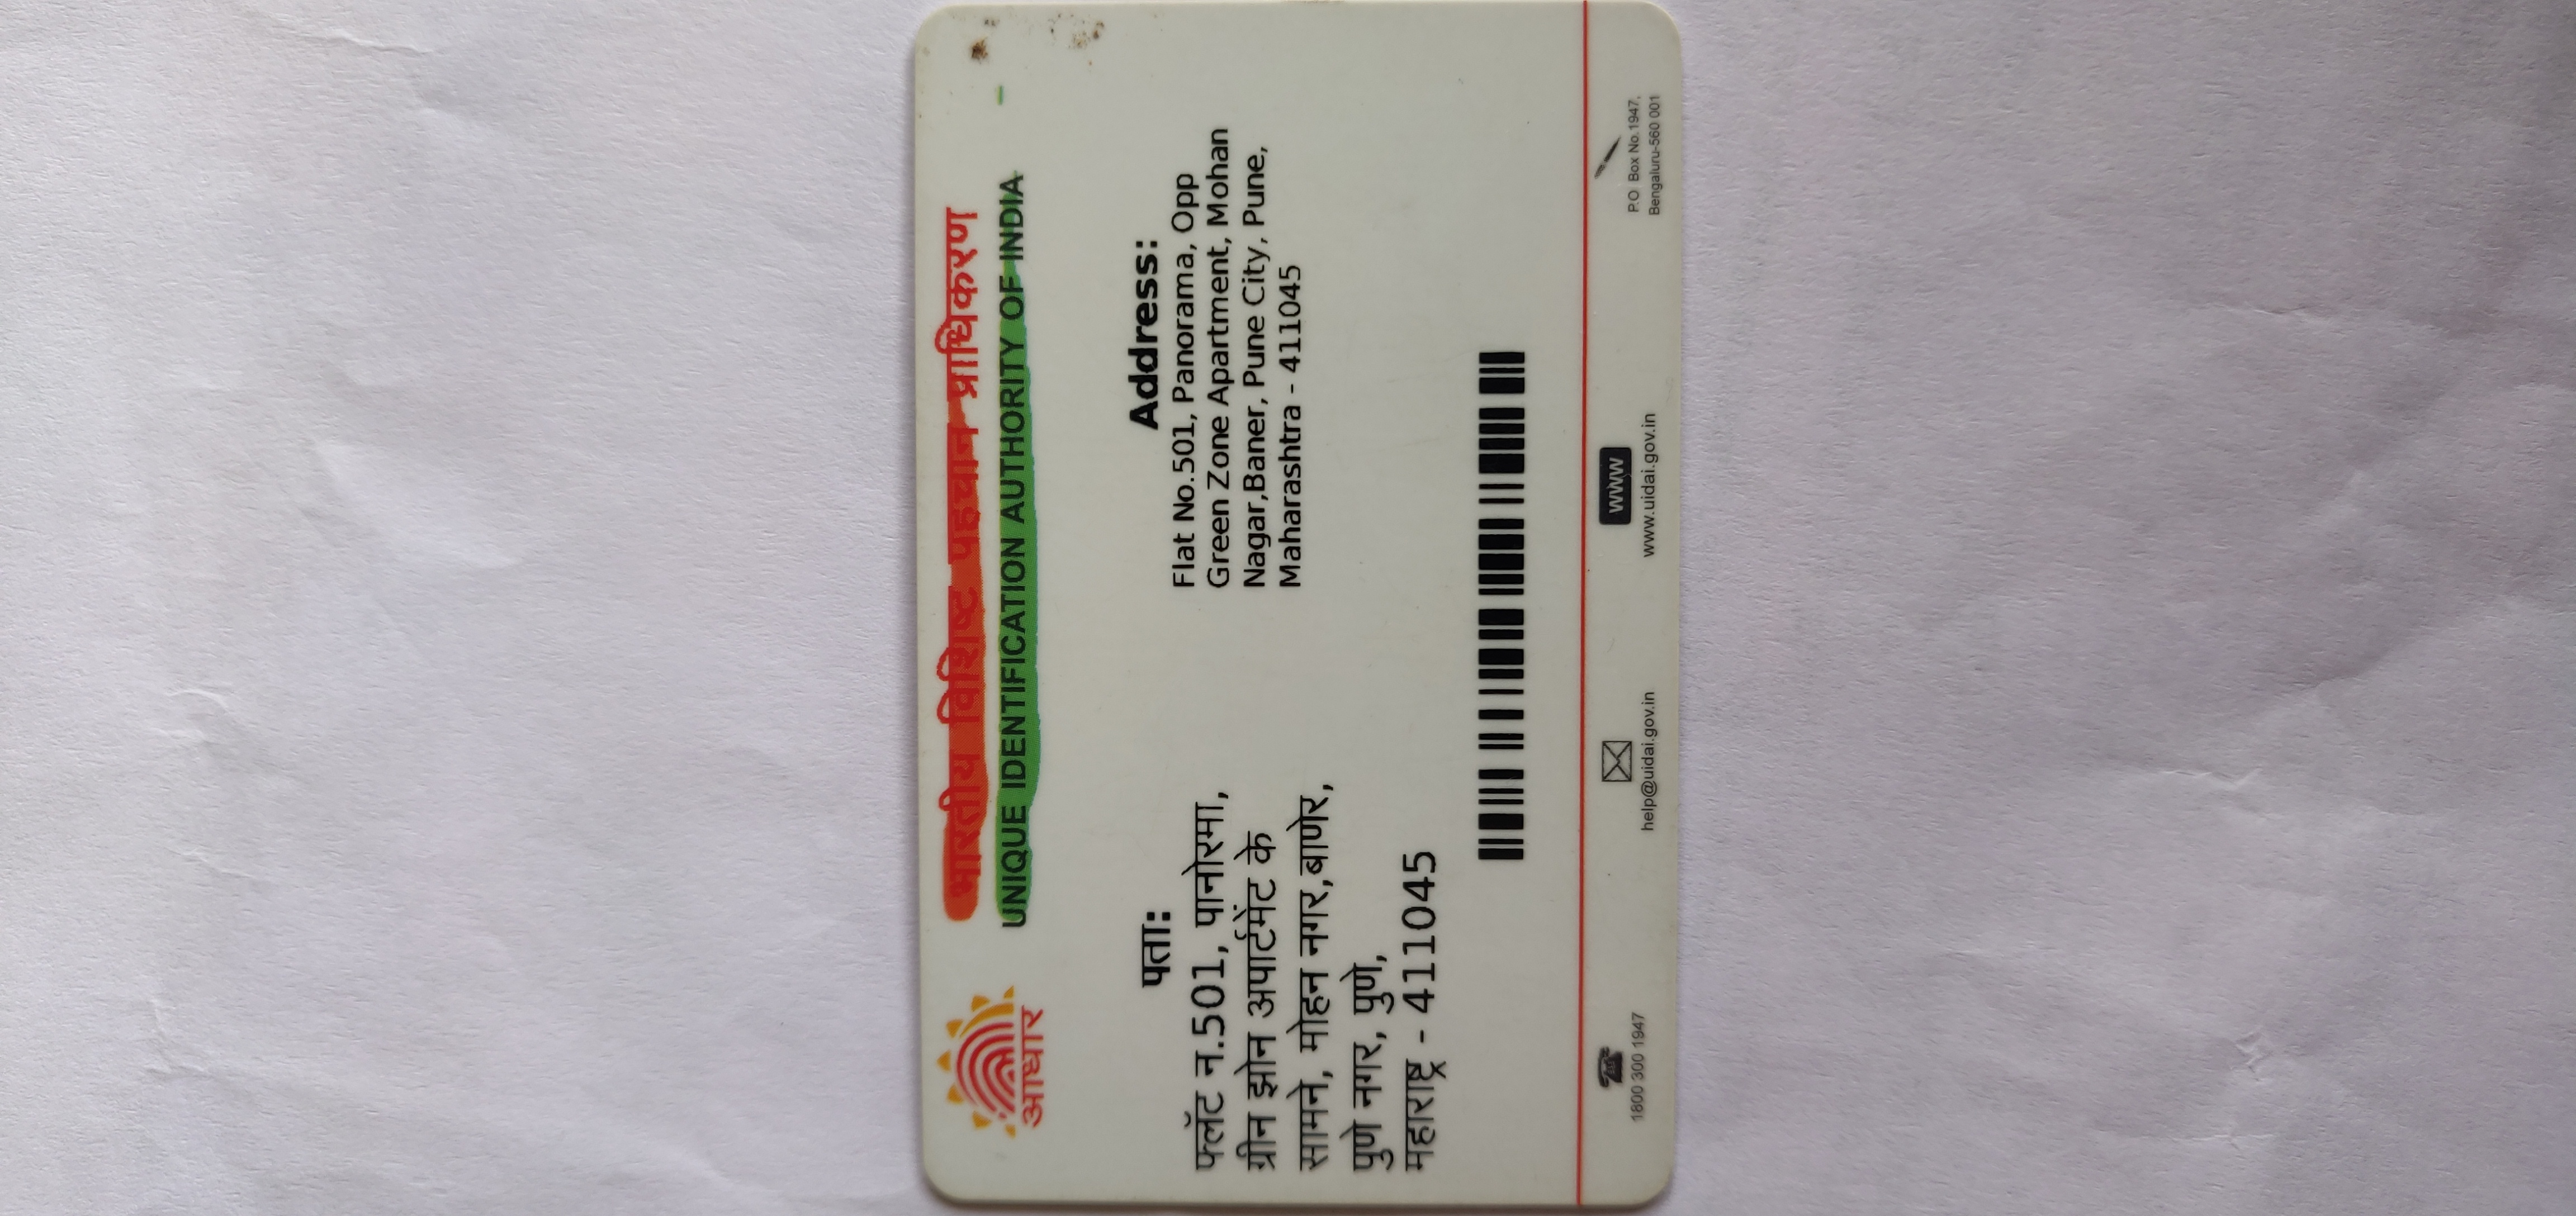 आधार
भारतीय विशिष्ट पहचान प्राधिकरण
UNIQUE IDENTIFICATION AUTHORITY OF INDIA
पता:
फ्लॅट न.501, पानोरमा,
ग्रीन झोन अपार्टमेंट के
सामने, मोहन नगर,बाणेर,
पुणे नगर, पुणे,
महाराष्ट्र - 411045
Address:
Flat No.501, Panorama, Opp
Green Zone Apartment, Mohan
Nagar,Baner, Pune City, Pune,
Maharashtra - 411045
1800 300 1947
help@uidai.gov.in
WWW
www.uidai.gov.in
P.O Box No.1947,
Bengaluru-560 001